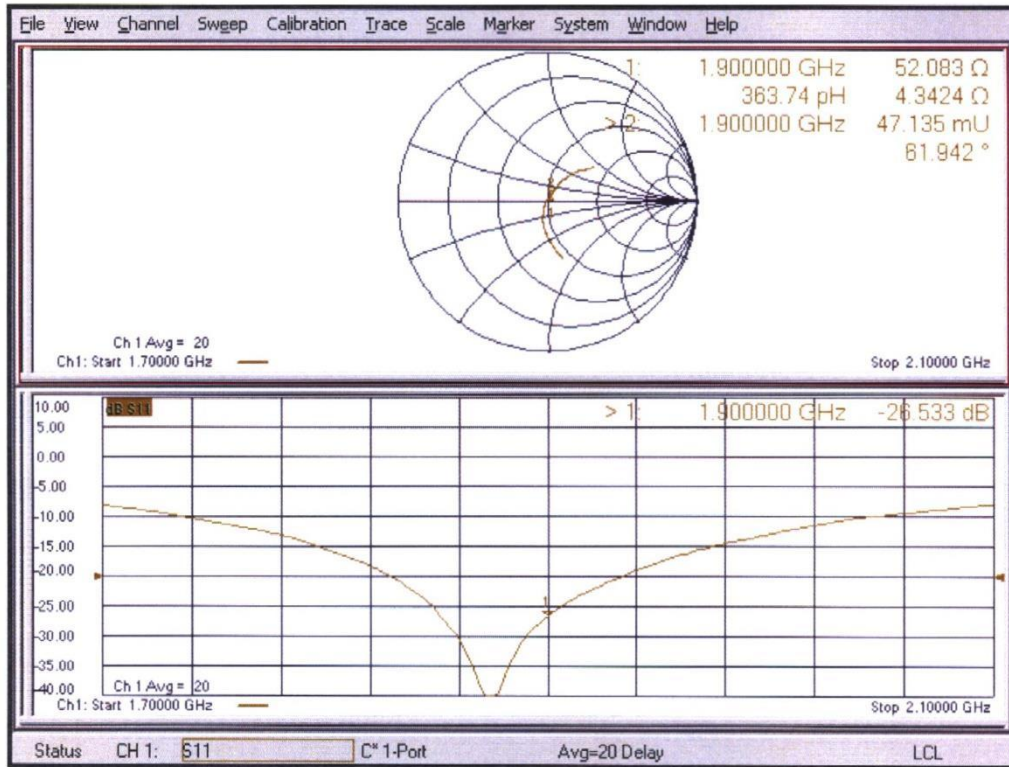 File View Channel Sweep Calibration Trace Scale Marker System Window Help
1: 1.900000 GHz 52.083 Ω
363.74 pH 4.3424 Ω
> 2: 1.900000 GHz 47.135 mU
61.942 °
Ch 1 Avg = 20
Ch1: Start 1.70000 GHz
Stop 2.10000 GHz
10.00 dB S11 > 1: 1.900000 GHz -26.533 dB
5.00
0.00
-5.00
-10.00
-15.00
-20.00
-25.00 1
-30.00
-35.00
-40.00
Ch 1 Avg = 20
Ch1: Start 1.70000 GHz
Stop 2.10000 GHz
Status CH 1: S11 C* 1-Port Avg=20 Delay LCL